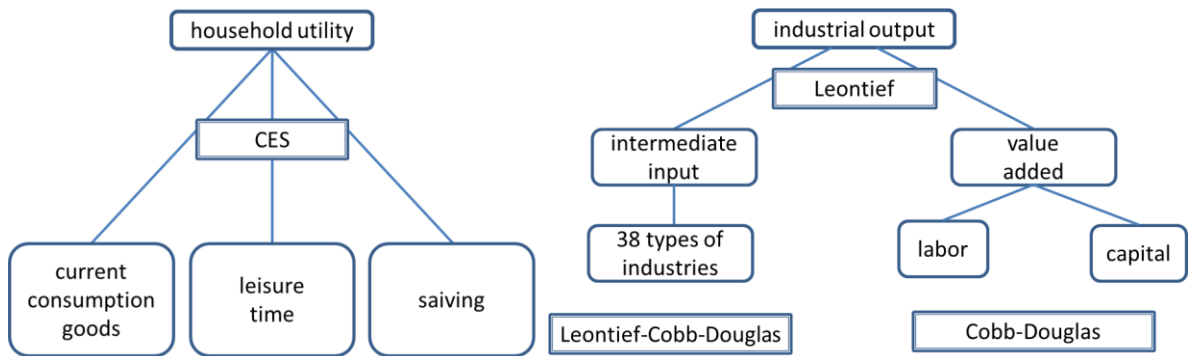 household utility
CES
current
consumption
goods
leisure
time
saiving
industrial output
Leontief
intermediate
input
value
added
38 types of
industries
labor
capital
Leontief-Cobb-Douglas
Cobb-Douglas